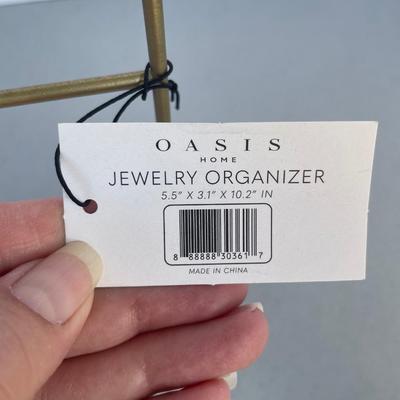 OASIS
HOME
JEWELRY ORGANIZER
5.5" X 3.1" X 10.2" IN
8 88888 30361 7
MADE IN CHINA